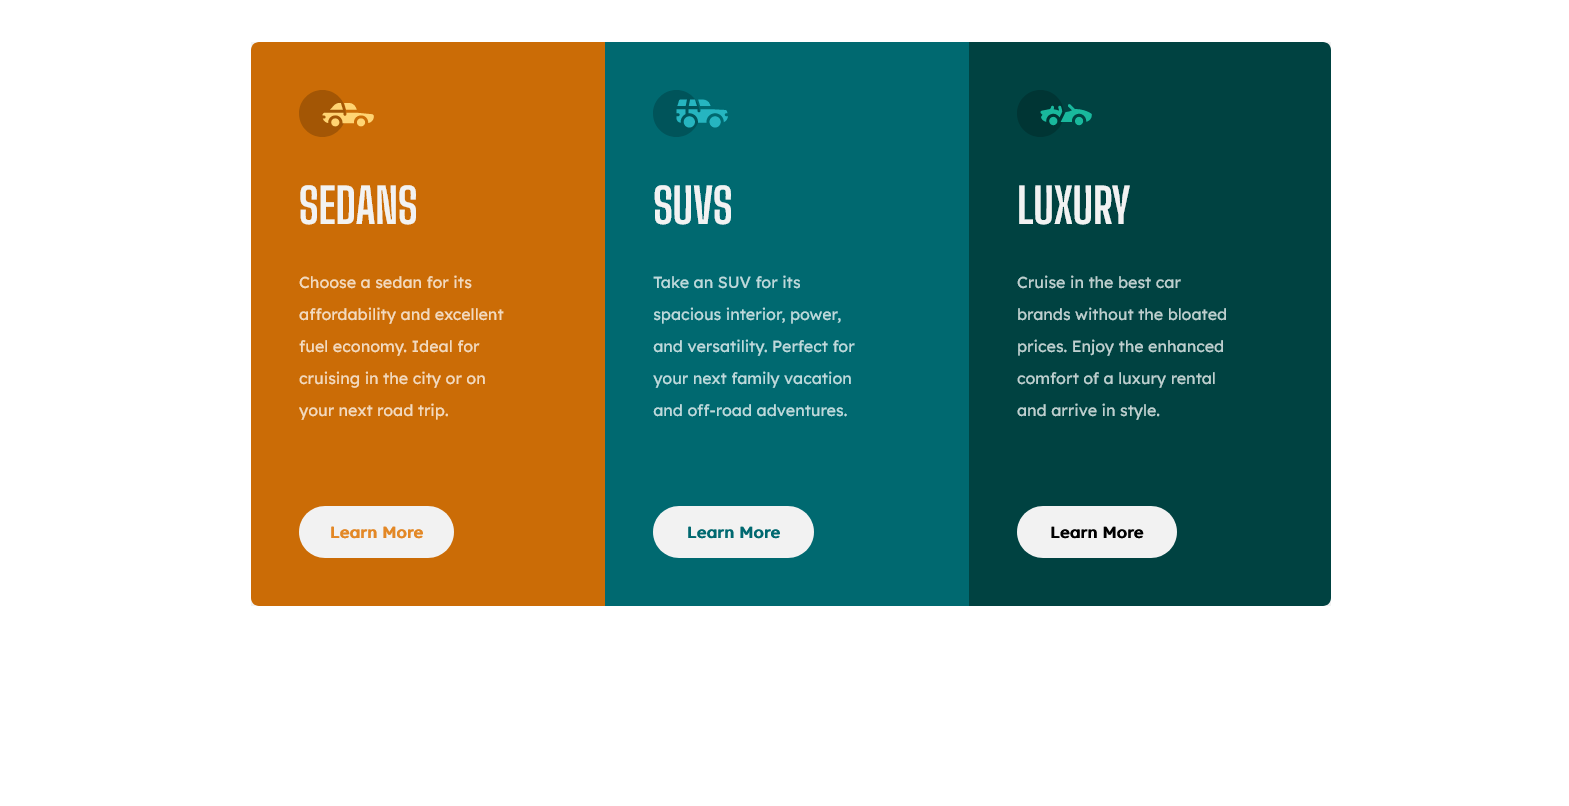 SEDANS
Choose a sedan for its
affordability and excellent
fuel economy. Ideal for
cruising in the city or on
your next road trip.
Learn More
SUVS
Take an SUV for its
spacious interior, power,
and versatility. Perfect for
your next family vacation
and off-road adventures.
Learn More
LUXURY
Cruise in the best car
brands without the bloated
prices. Enjoy the enhanced
comfort of a luxury rental
and arrive in style.
Learn More